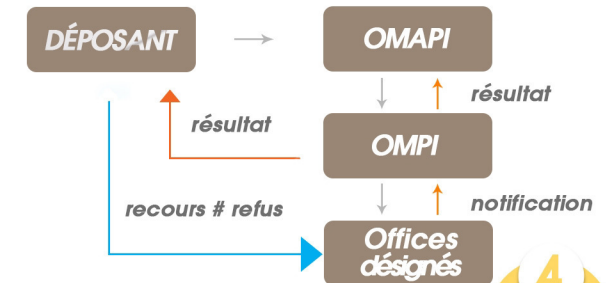 DÉPOSANT
OMAPI
résultat
résultat
OMPI
recours # refus
notification
Offices
désignés
4